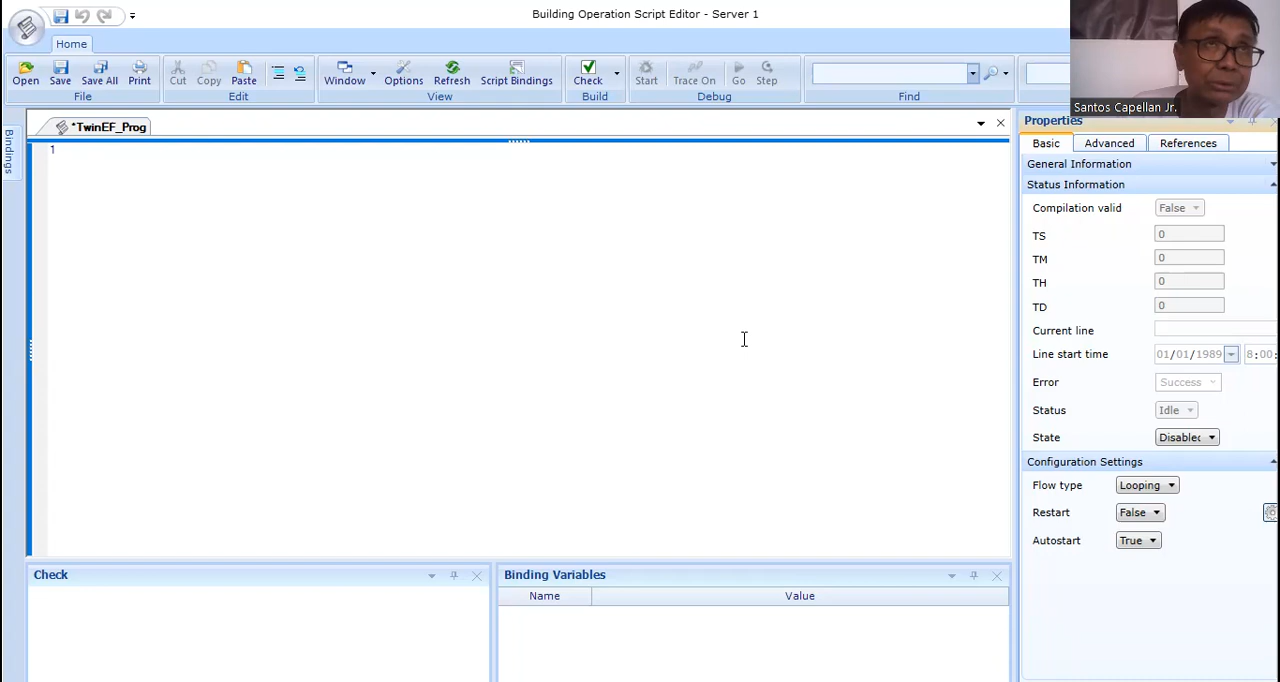 Building Operation Script Editor - Server 1
Home
Open Save Save All Print
Cut Copy Paste
Window Options Refresh Script Bindings
Check
Start Trace On Go Step
File Edit View Build Debug Find
Santos Capellan Jr.
Bindings
*TwinEF_Prog
1
Properties
Basic Advanced References
General Information
Status Information
Compilation valid False
TS 0
TM 0
TH 0
TD 0
Current line
Line start time 01/01/1989 8:00:
Error Success
Status Idle
State Disabled
Configuration Settings
Flow type Looping
Restart False
Autostart True
Check
Binding Variables
Name Value